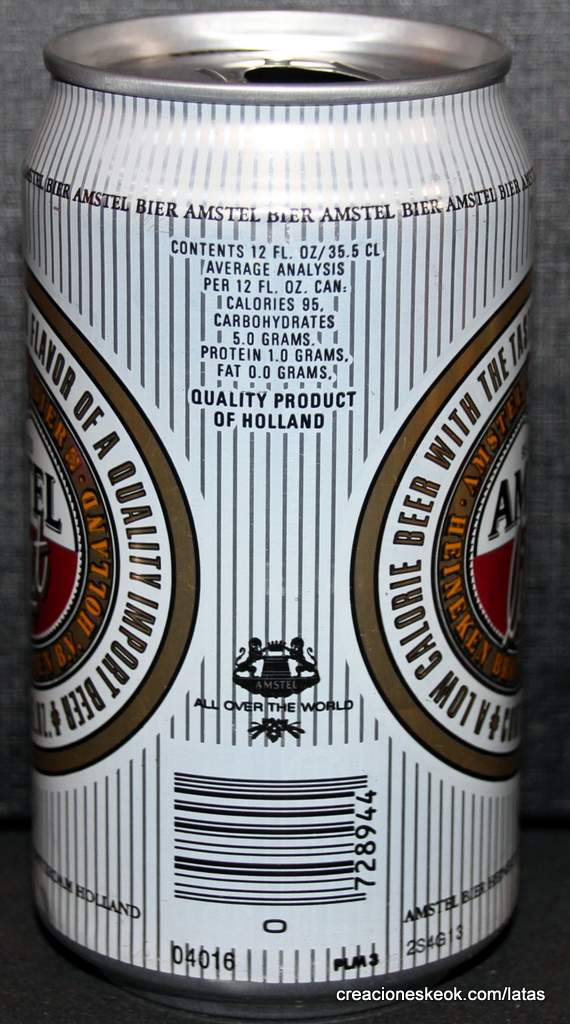 BIER AMSTEL BIER AMSTEL BIER AMSTEL BIER AMSTEL BIER
CONTENTS 12 FL. OZ/35.5 CL
AVERAGE ANALYSIS
PER 12 FL. OZ. CAN:
CALORIES 95,
CARBOHYDRATES
5.0 GRAMS,
PROTEIN 1.0 GRAMS,
FAT 0.0 GRAMS,
QUALITY PRODUCT
OF HOLLAND
FLAVOR OF A QUALITY IMPORT BEER
HOLLAND
B.V.
A LOW CALORIE BEER WITH THE
AMSTEL
HEINEKEN
AMSTEL
ALL OVER THE WORLD
728944
0
HOLLAND
AMSTEL BIER
04016
PLM 3
2S4G13
creacioneskeok.com/latas